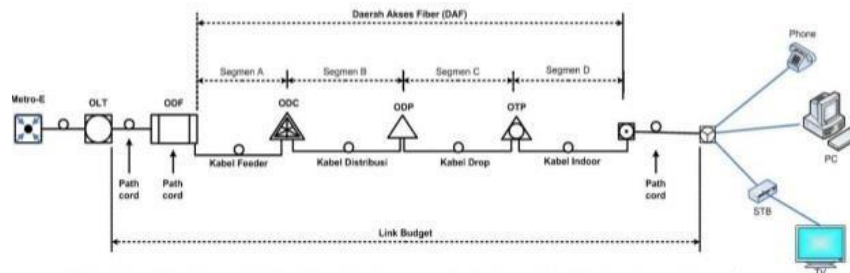 Daerah Akses Fiber (DAF)
Segmen A
Segmen B
Segmen C
Segmen D
Phone
Metro-E
OLT
ODF
ODC
ODP
OTP
Kabel Feeder
Kabel Distribusi
Kabel Drop
Kabel Indoor
PC
Path
cord
Path
cord
Path
cord
STB
Link Budget
TV